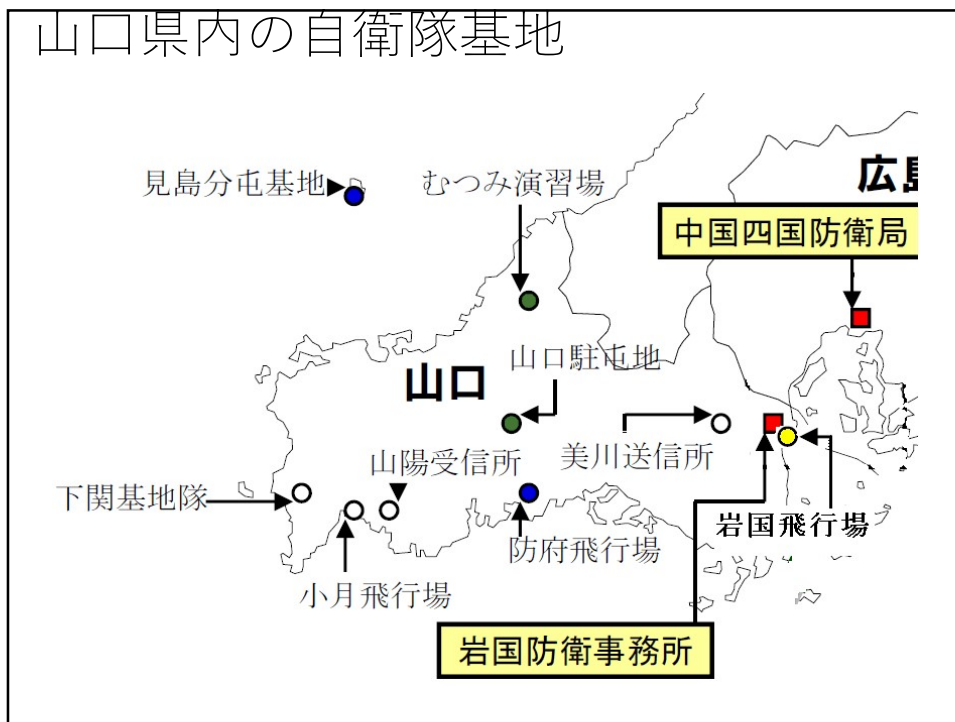 山口県内の自衛隊基地
見島分屯基地
むつみ演習場
広
中国四国防衛局
山口
山口駐屯地
山陽受信所
美川送信所
下関基地隊
岩国飛行場
防府飛行場
小月飛行場
岩国防衛事務所